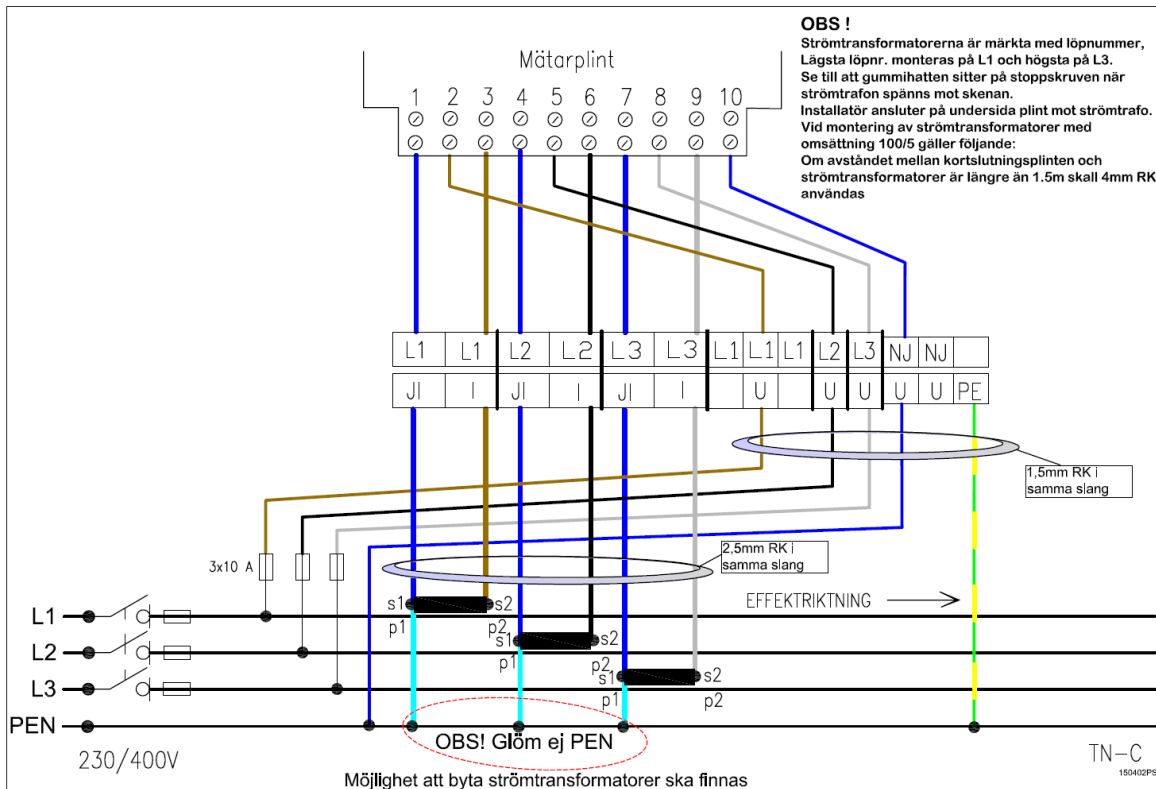 OBS !
Strömtransformatorerna är märkta med löpnummer,
Lägsta löpnr. monteras på L1 och högsta på L3.
Se till att gummihatten sitter på stoppskruven när
strömtrafon spänns mot skenan.
Installatör ansluter på undersida plint mot strömtrafo.
Vid montering av strömtransformatorer med
omsättning 100/5 gäller följande:
Om avståndet mellan kortslutningsplinten och
strömtransformatorer är längre än 1.5m skall 4mm RK
användas
Mätarplint
1 2 3 4 5 6 7 8 9 10
L1 L1 L2 L2 L3 L3 L1 L1 L1 L2 L3 NJ NJ
JI I JI I JI I U U U U U PE
1,5mm RK i
samma slang
2,5mm RK i
samma slang
3x10 A
EFFEKTRIKTNING
L1
s1 s2
p1 p2
L2
s1 s2
p1 p2
L3
s1 s2
p1 p2
PEN
OBS! Glöm ej PEN
230/400V
TN-C
150402PS
Möjlighet att byta strömtransformatorer ska finnas